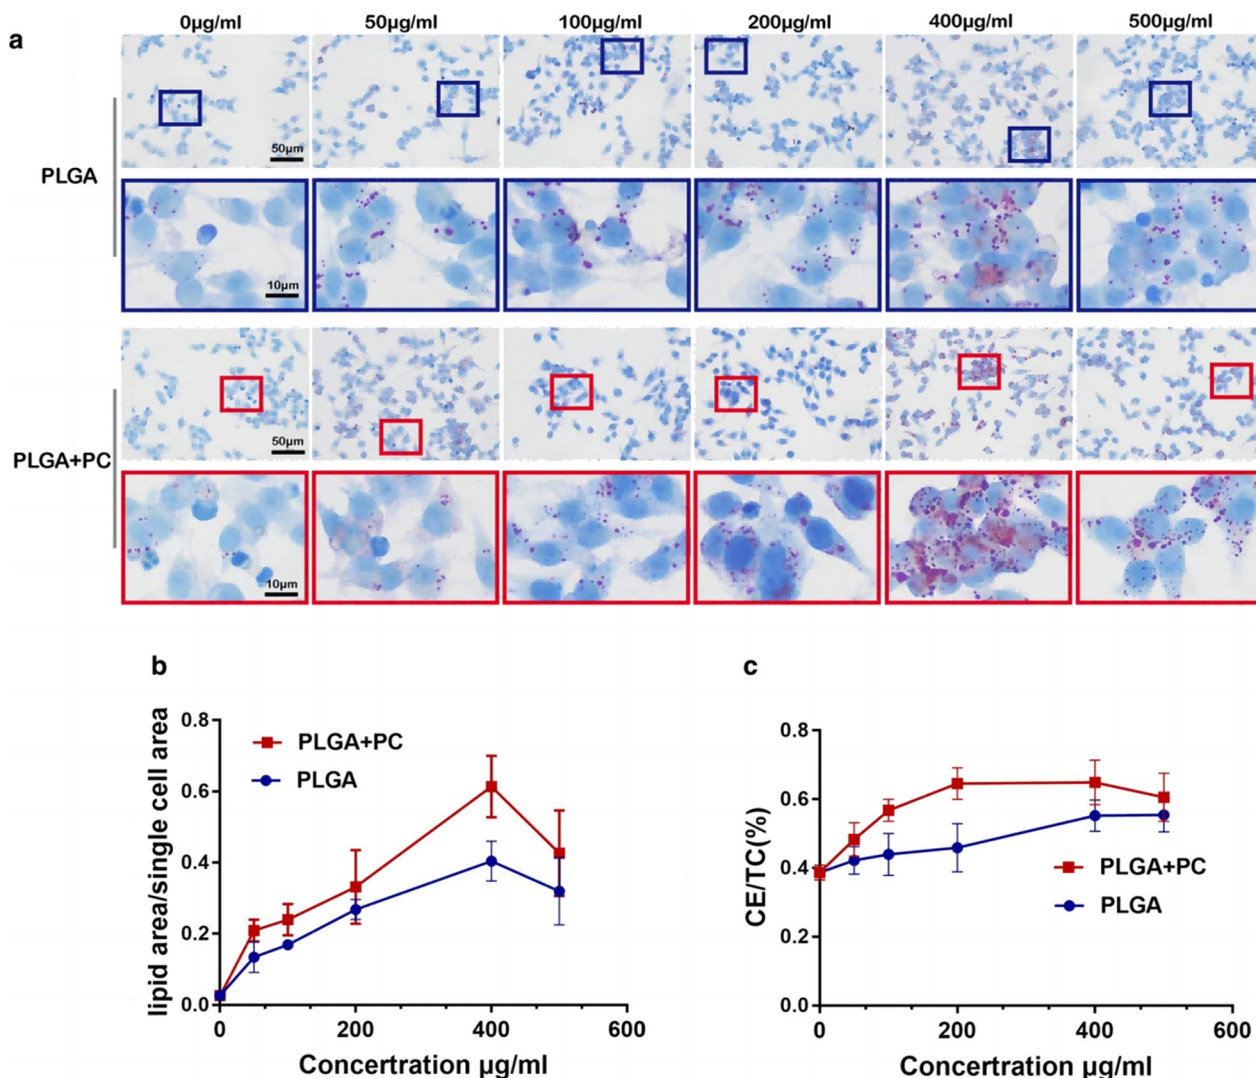 a
0μg/ml 50μg/ml 100μg/ml 200μg/ml 400μg/ml 500μg/ml
50μm
PLGA
10μm
50μm
PLGA+PC
10μm
b
0.8
0.6
0.4
0.2
0.0
lipid area/single cell area
PLGA+PC
PLGA
0 200 400 600
Concertration μg/ml
c
0.8
0.6
0.4
0.2
0.0
CE/TC(%)
PLGA+PC
PLGA
0 200 400 600
Concertration μg/ml